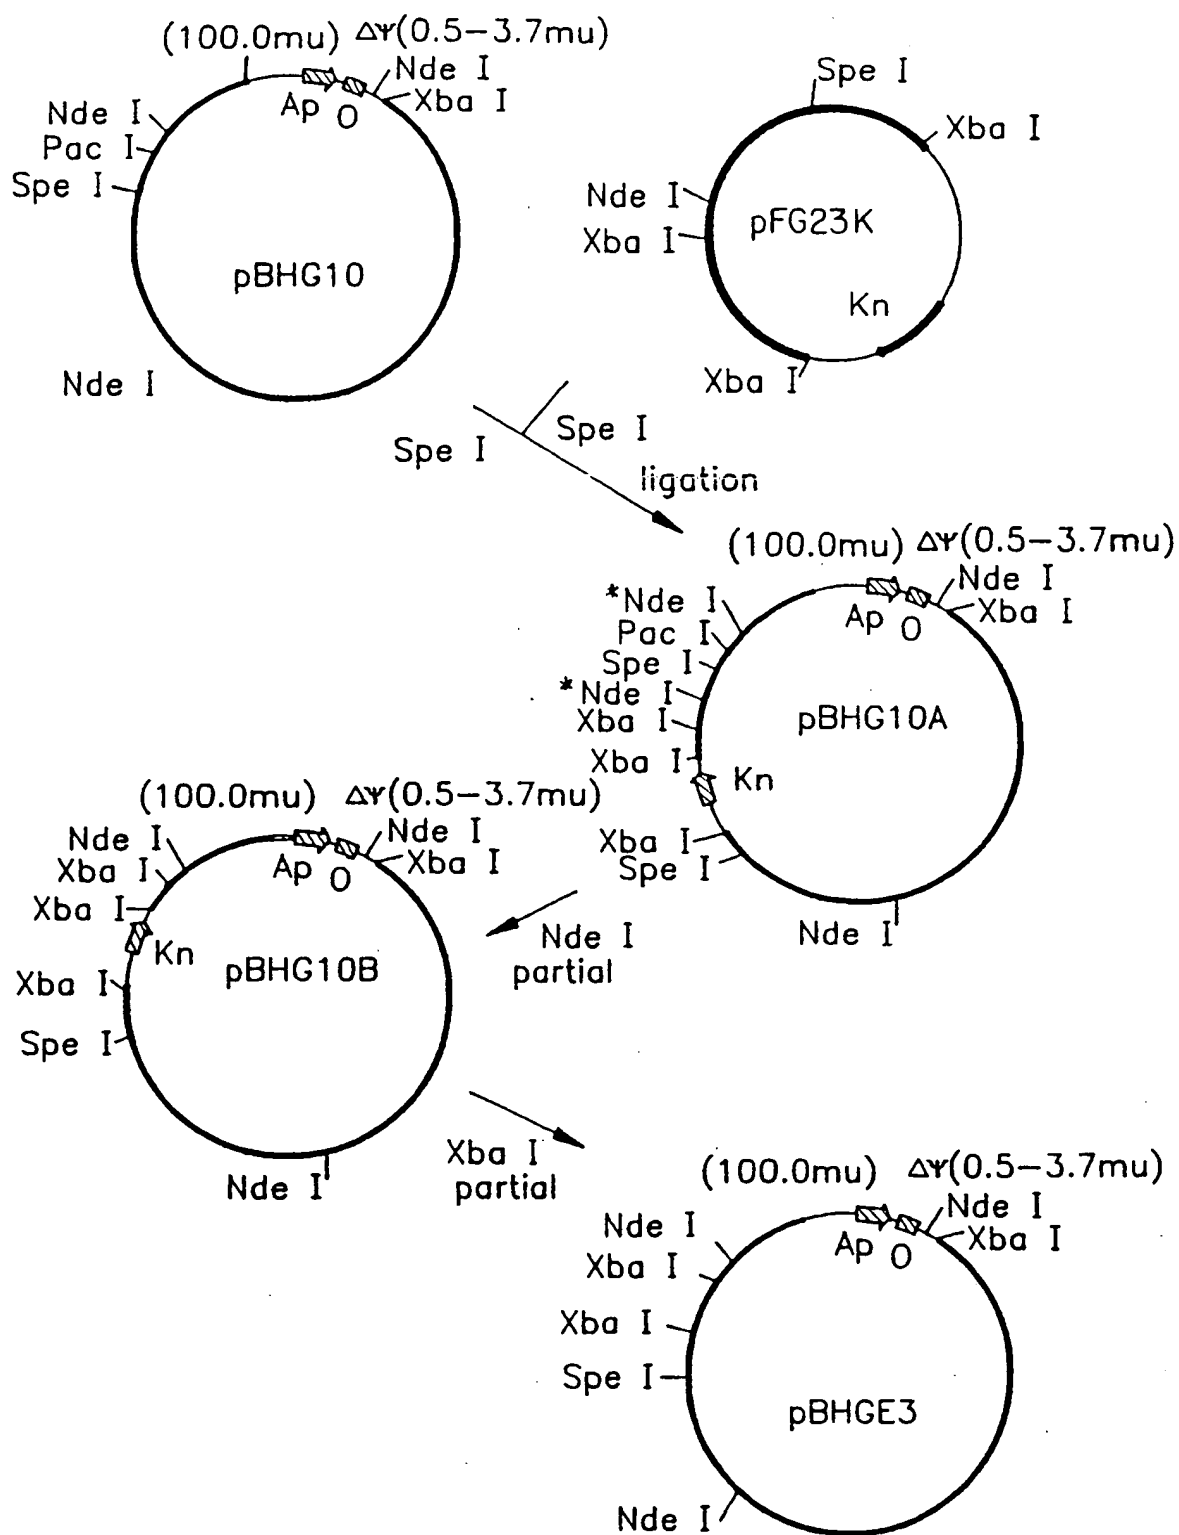 (100.0mu) ΔΨ(0.5−3.7mu)
Nde I
Xba I
Ap O
Nde I
Pac I
Spe I
pBHG10
Nde I
Spe I
Xba I
Nde I
Xba I
pFG23K
Kn
Xba I
Spe I
Spe I
ligation
(100.0mu) ΔΨ(0.5−3.7mu)
Nde I
Xba I
Ap O
*Nde I
Pac I
Spe I
*Nde I
Xba I
Xba I
pBHG10A
Kn
Xba I
Spe I
Nde I
Nde I
partial
(100.0mu) ΔΨ(0.5−3.7mu)
Nde I
Xba I
Ap O
Nde I
Xba I
Xba I
Kn
pBHG10B
Xba I
Spe I
Nde I
Xba I
partial
(100.0mu) ΔΨ(0.5−3.7mu)
Nde I
Xba I
Ap O
Nde I
Xba I
Xba I
Spe I
pBHGE3
Nde I